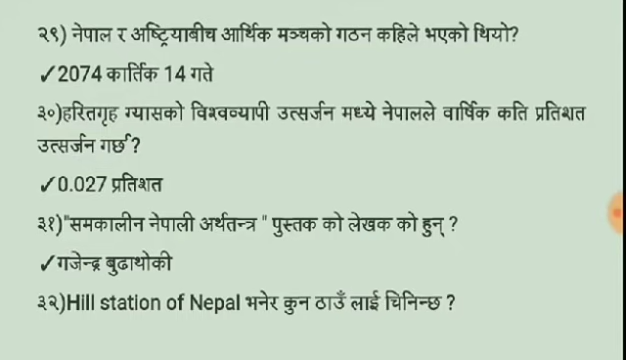 २९) नेपाल र अष्ट्रियाबीच आर्थिक मञ्चको गठन कहिले भएको थियो?
✓2074 कार्तिक 14 गते
३०)हरितगृह ग्यासको विश्वव्यापी उत्सर्जन मध्ये नेपालले वार्षिक कति प्रतिशत
उत्सर्जन गर्छ?
✓0.027 प्रतिशत
३१)"समकालीन नेपाली अर्थतन्त्र " पुस्तक को लेखक को हुन् ?
✓गजेन्द्र बुढाथोकी
३२)Hill station of Nepal भनेर कुन ठाउँ लाई चिनिन्छ ?